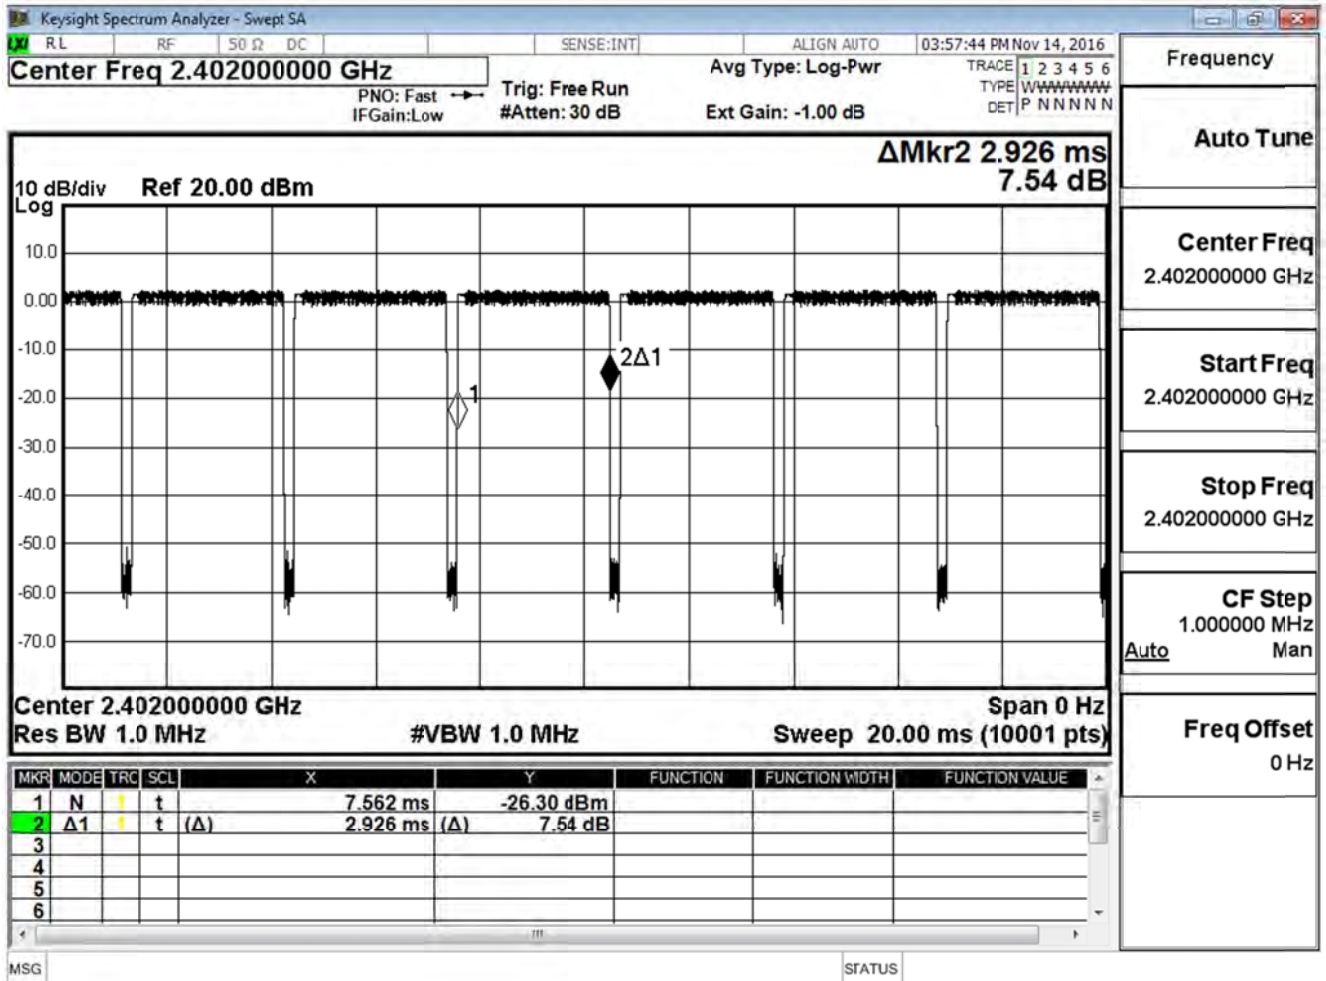 Keysight Spectrum Analyzer - Swept SA
LXI RL RF 50 Ω DC SENSE:INT ALIGN AUTO 03:57:44 PM Nov 14, 2016
Center Freq 2.402000000 GHz
PNO: Fast
IFGain:Low
Trig: Free Run
#Atten: 30 dB
Avg Type: Log-Pwr
Ext Gain: -1.00 dB
TRACE 1 2 3 4 5 6
TYPE WWWWWW
DET P N N N N N
ΔMkr2 2.926 ms
7.54 dB
10 dB/div Ref 20.00 dBm
Log
10.0
0.00
-10.0
2Δ1
-20.0
1
-30.0
-40.0
-50.0
-60.0
-70.0
Center 2.402000000 GHz Span 0 Hz
Res BW 1.0 MHz #VBW 1.0 MHz Sweep 20.00 ms (10001 pts)
MKR MODE TRC SCL X Y FUNCTION FUNCTION WIDTH FUNCTION VALUE
1 N 1 t 7.562 ms -26.30 dBm
2 Δ1 1 t (Δ) 2.926 ms (Δ) 7.54 dB
3
4
5
6
MSG STATUS
Frequency
Auto Tune
Center Freq
2.402000000 GHz
Start Freq
2.402000000 GHz
Stop Freq
2.402000000 GHz
CF Step
1.000000 MHz
Auto Man
Freq Offset
0 Hz